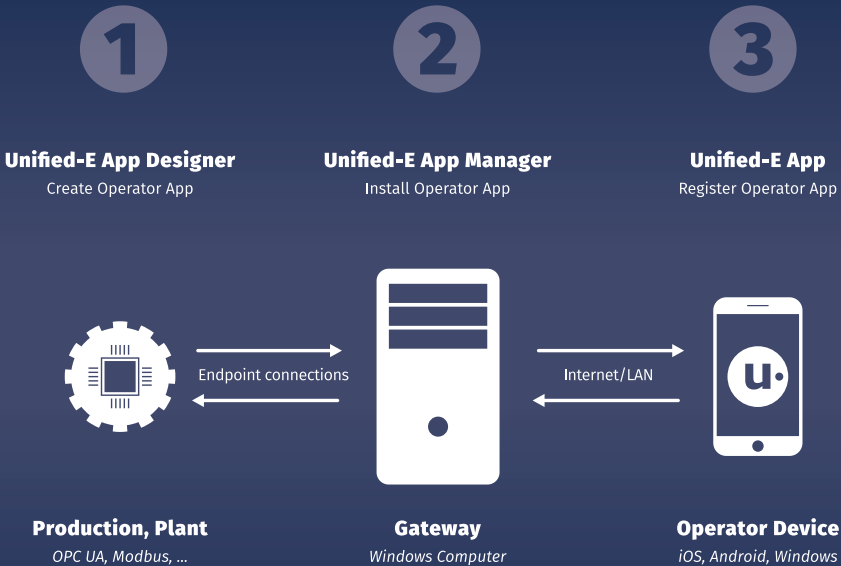 1
2
3
Unified-E App Designer
Create Operator App
Unified-E App Manager
Install Operator App
Unified-E App
Register Operator App
Endpoint connections
Internet/LAN
u
Production, Plant
OPC UA, Modbus, ...
Gateway
Windows Computer
Operator Device
iOS, Android, Windows